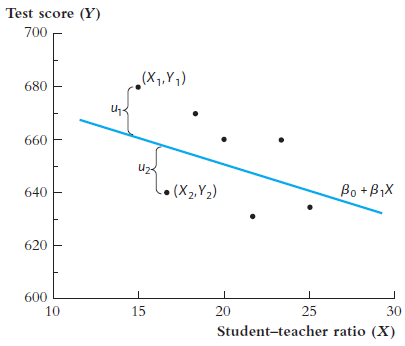 Test score (Y)
700
680
660
640
620
600
(X₁,Y₁)
u₁
u₂
(X₂,Y₂)
β₀ + β₁X
10 15 20 25 30
Student–teacher ratio (X)